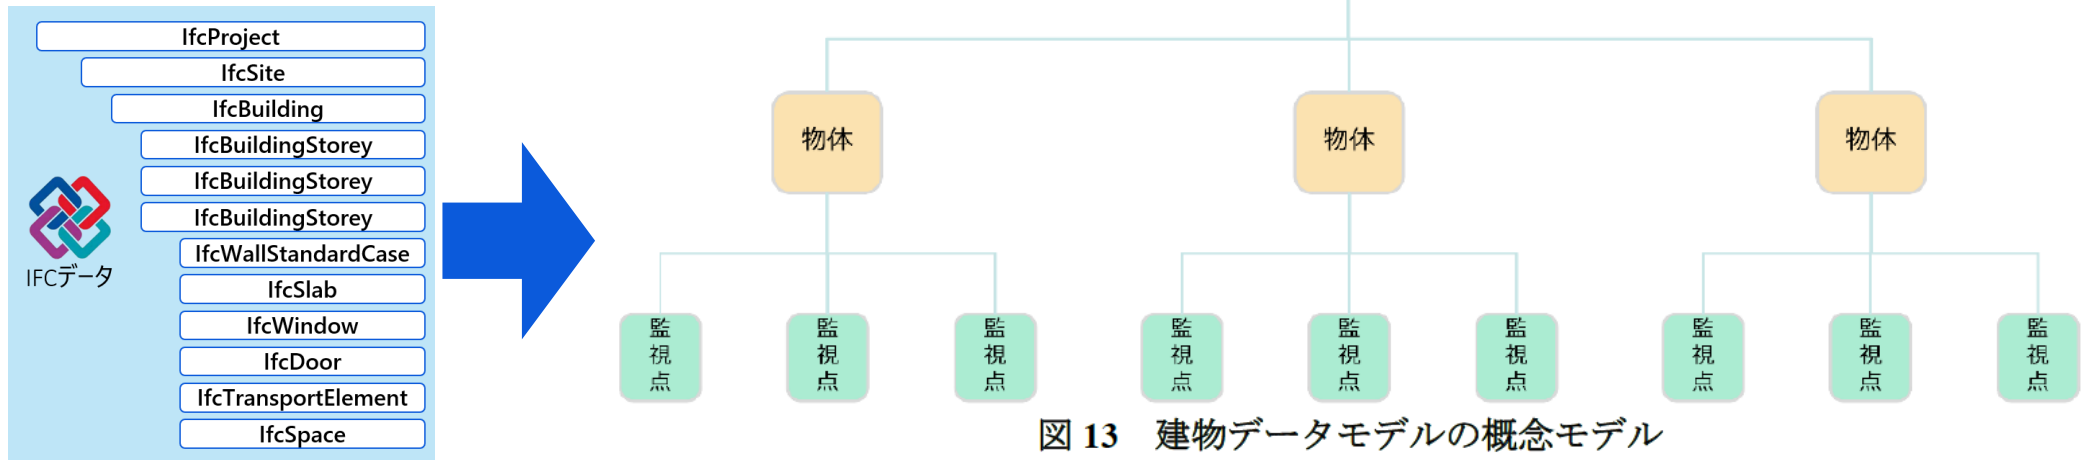 IfcProject
IfcSite
IfcBuilding
IfcBuildingStorey
IfcBuildingStorey
IfcBuildingStorey
IfcWallStandardCase
IfcSlab
IfcWindow
IfcDoor
IfcTransportElement
IfcSpace
IFCデータ
物体
物体
物体
監視点
監視点
監視点
監視点
監視点
監視点
監視点
監視点
監視点
図 13 建物データモデルの概念モデル